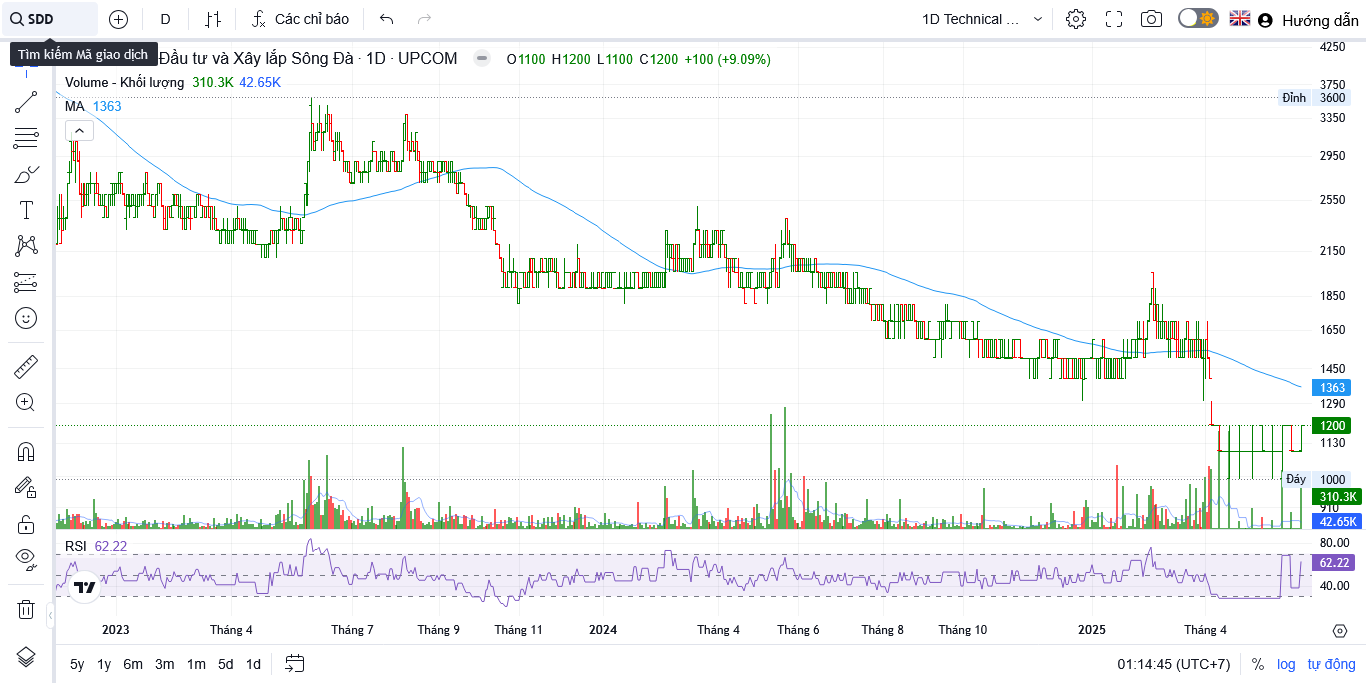 SDD
D
Các chỉ báo
1D Technical ...
Hướng dẫn
Tìm kiếm Mã giao dịch
Đầu tư và Xây lắp Sông Đà · 1D · UPCOM
O1100 H1200 L1100 C1200 +100 (+9.09%)
Volume - Khối lượng 310.3K 42.65K
MA 1363
4250
3750
Đỉnh 3600
3350
2950
2550
2150
1850
1650
1450
1363
1290
1200
1130
Đáy 1000
310.3K
910
42.65K
RSI 62.22
80.00
62.22
40.00
2023 Tháng 4 Tháng 7 Tháng 9 Tháng 11 2024 Tháng 4 Tháng 6 Tháng 8 Tháng 10 2025 Tháng 4
5y 1y 6m 3m 1m 5d 1d
01:14:45 (UTC+7) % log tự động